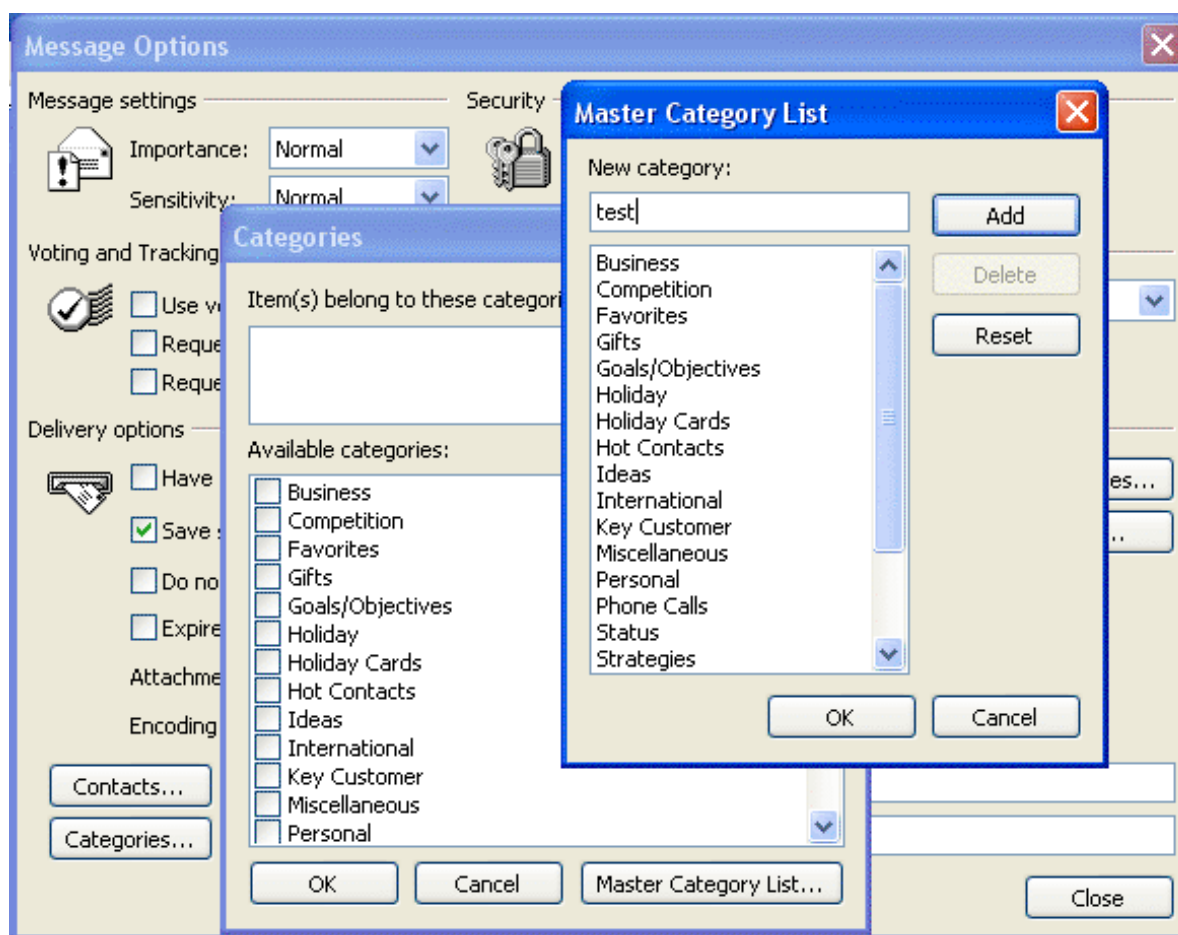 Message Options
Message settings
Importance: Normal
Sensitivity: Normal
Security
Voting and Tracking
Use v
Reque
Reque
Delivery options
Have
Save s
Do no
Expire
Attachme
Encoding
Contacts...
Categories...
es...
..
Close
Categories
Item(s) belong to these categori
Available categories:
Business
Competition
Favorites
Gifts
Goals/Objectives
Holiday
Holiday Cards
Hot Contacts
Ideas
International
Key Customer
Miscellaneous
Personal
OK
Cancel
Master Category List...
Master Category List
New category:
test
Add
Delete
Reset
Business
Competition
Favorites
Gifts
Goals/Objectives
Holiday
Holiday Cards
Hot Contacts
Ideas
International
Key Customer
Miscellaneous
Personal
Phone Calls
Status
Strategies
OK
Cancel